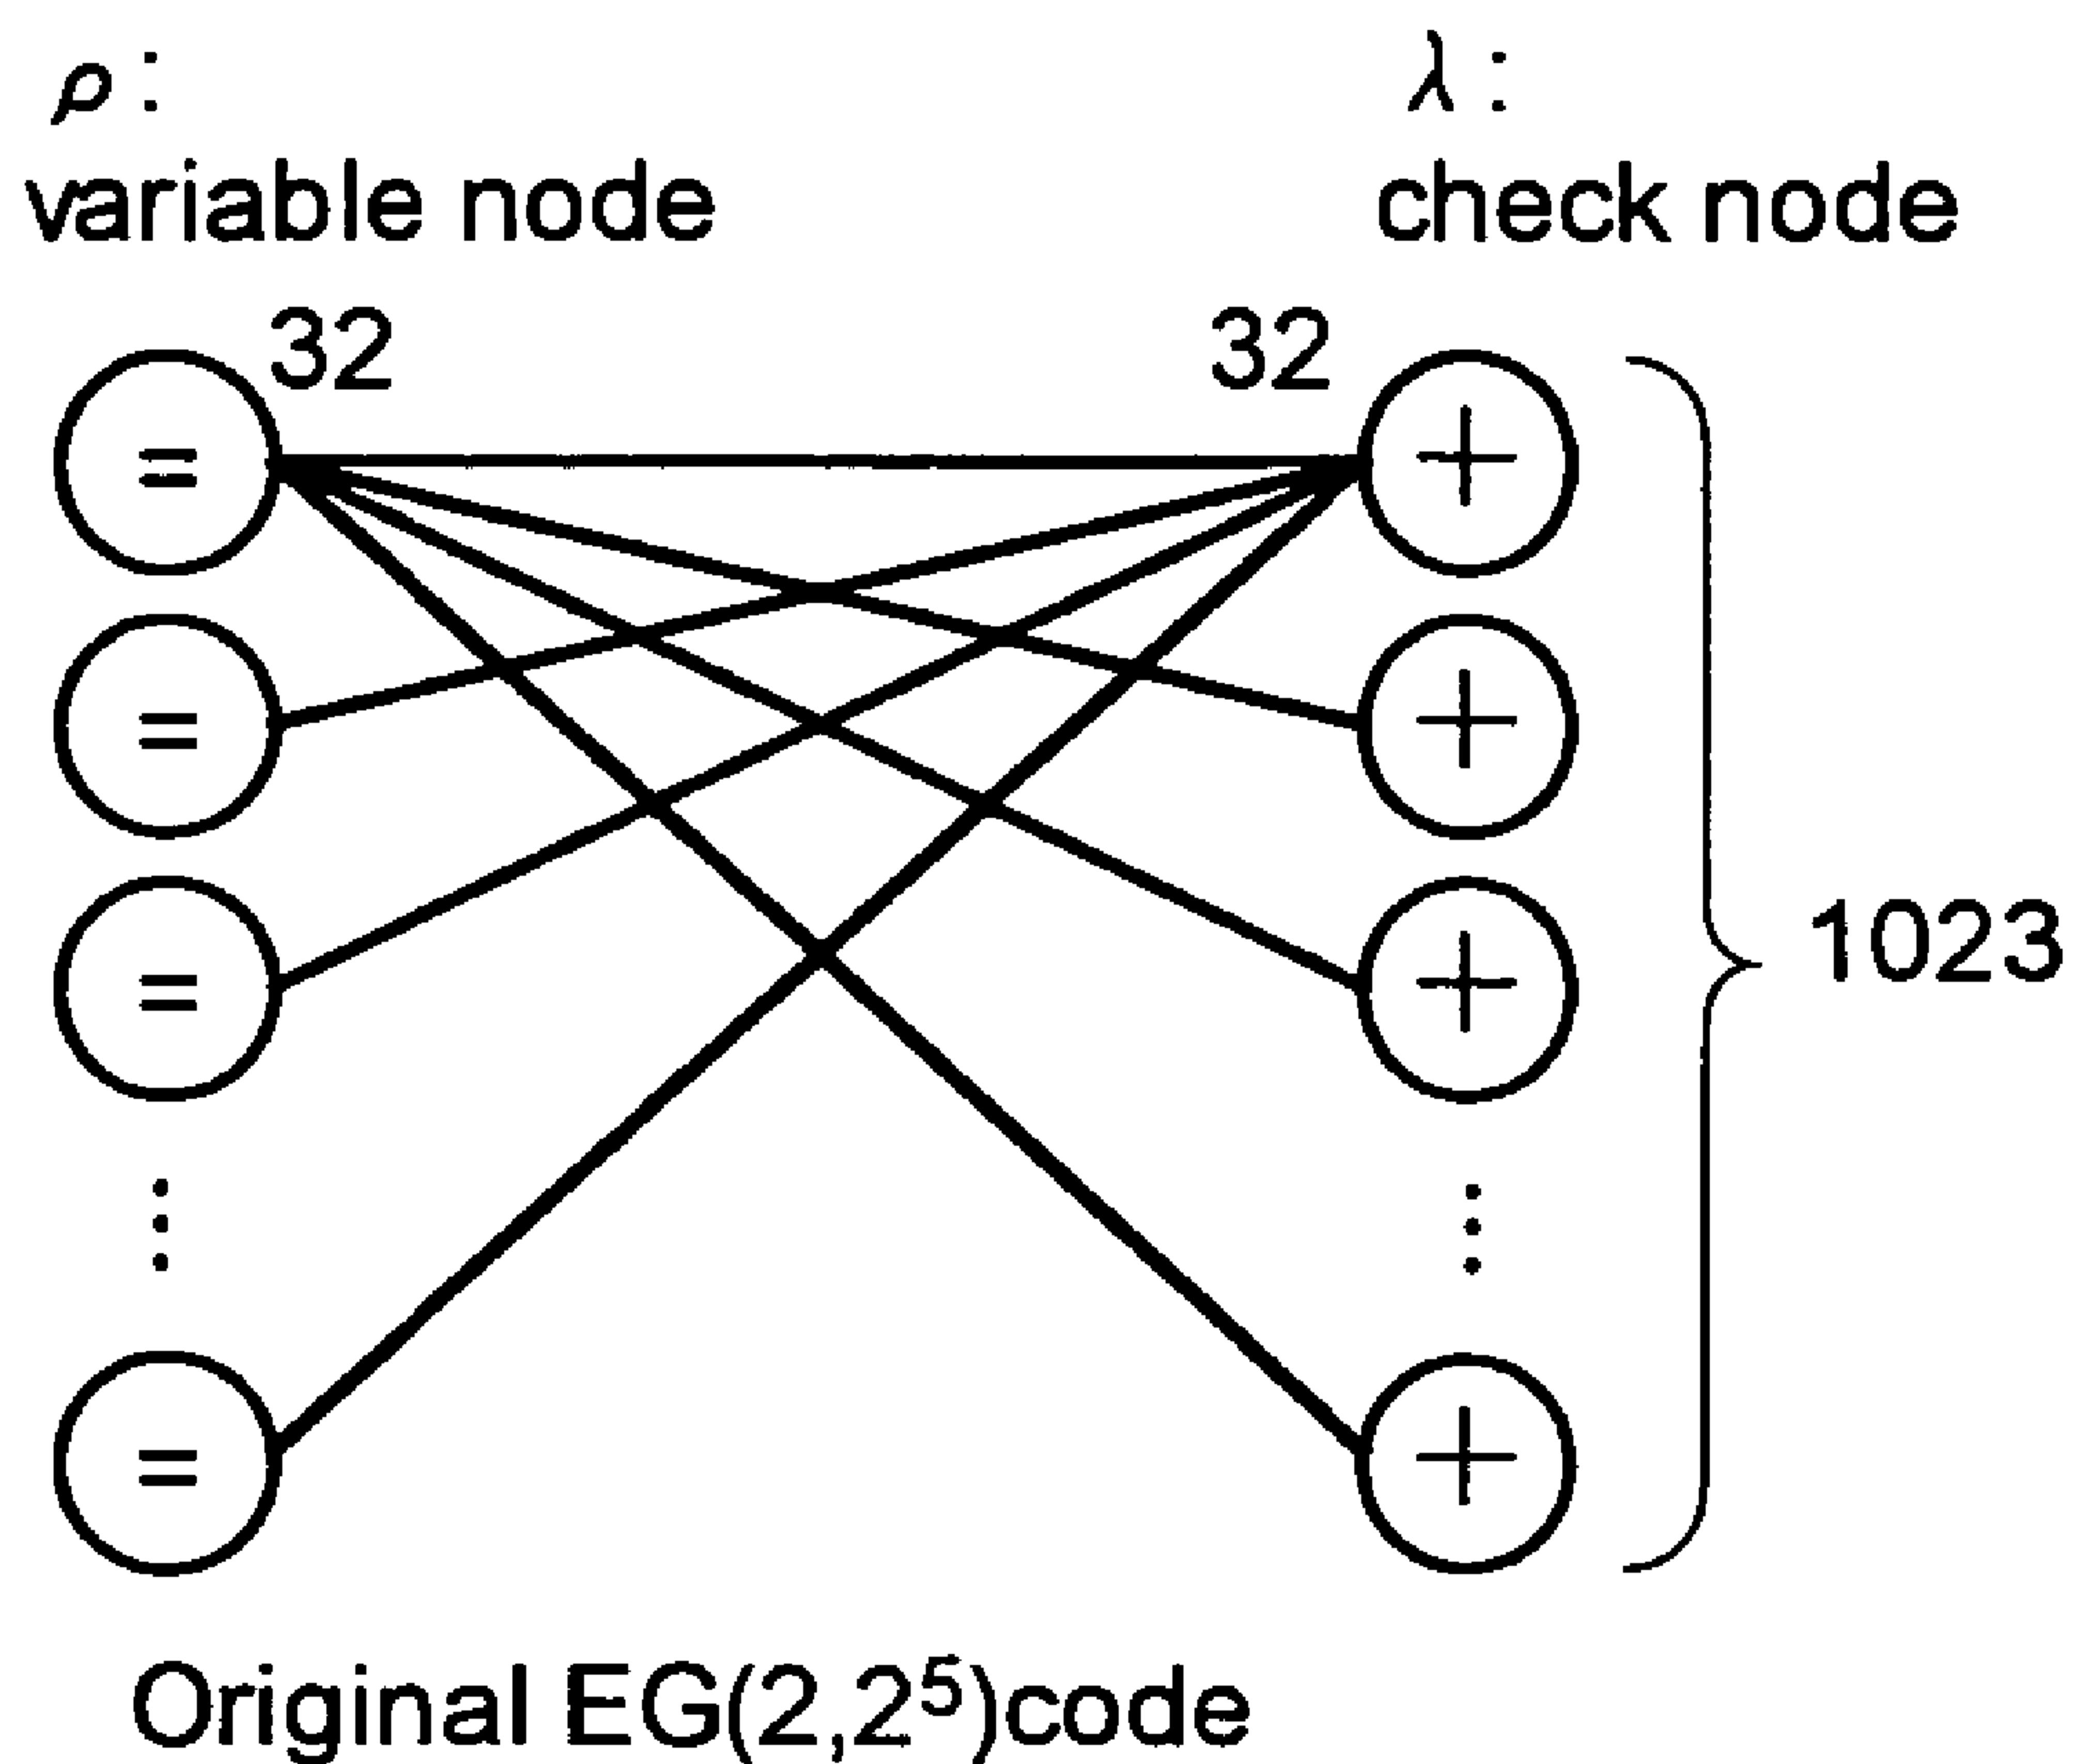 ρ: λ:
variable node check node
32 32
= +
= +
= +
1023
⋮ ⋮
= +
Original EG(2,2⁵)code